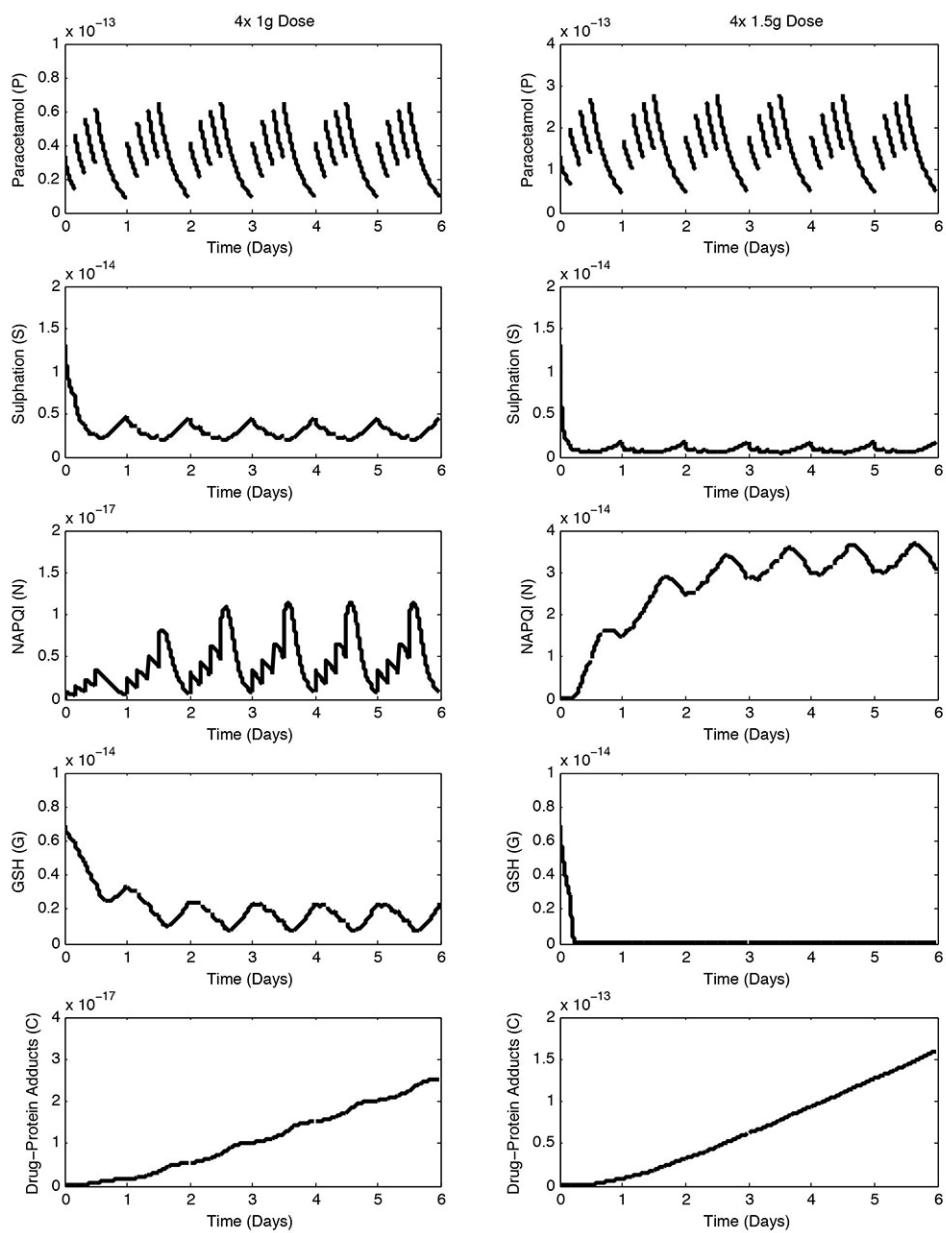 4x 1g Dose
x 10−13
Paracetamol (P)
1
0.8
0.6
0.4
0.2
0
0 1 2 3 4 5 6
Time (Days)
4x 1.5g Dose
x 10−13
Paracetamol (P)
4
3
2
1
0
0 1 2 3 4 5 6
Time (Days)
x 10−14
Sulphation (S)
2
1.5
1
0.5
0
0 1 2 3 4 5 6
Time (Days)
x 10−14
Sulphation (S)
2
1.5
1
0.5
0
0 1 2 3 4 5 6
Time (Days)
x 10−17
NAPQI (N)
2
1.5
1
0.5
0
0 1 2 3 4 5 6
Time (Days)
x 10−14
NAPQI (N)
4
3
2
1
0
0 1 2 3 4 5 6
Time (Days)
x 10−14
GSH (G)
1
0.8
0.6
0.4
0.2
0
0 1 2 3 4 5 6
Time (Days)
x 10−14
GSH (G)
1
0.8
0.6
0.4
0.2
0
0 1 2 3 4 5 6
Time (Days)
x 10−17
Drug−Protein Adducts (C)
4
3
2
1
0
0 1 2 3 4 5 6
Time (Days)
x 10−13
Drug−Protein Adducts (C)
2
1.5
1
0.5
0
0 1 2 3 4 5 6
Time (Days)